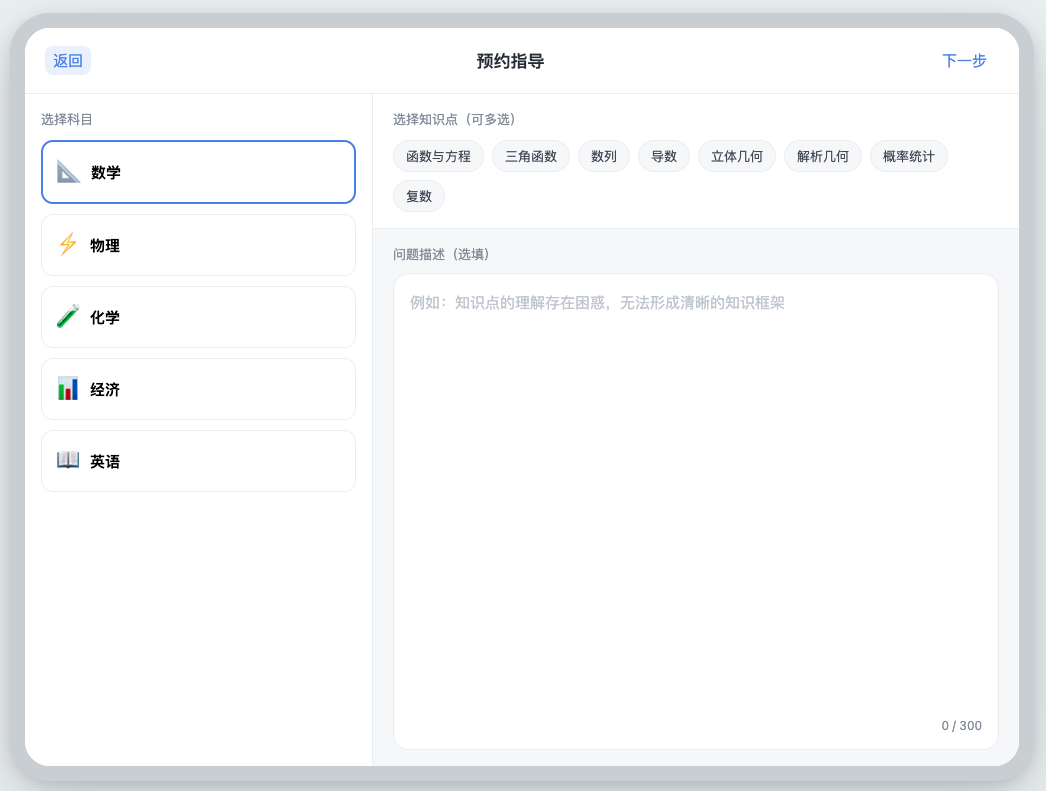 返回
预约指导
下一步
选择科目
数学
物理
化学
经济
英语
选择知识点（可多选）
函数与方程 三角函数 数列 导数 立体几何 解析几何 概率统计
复数
问题描述（选填）
例如：知识点的理解存在困惑，无法形成清晰的知识框架
0 / 300